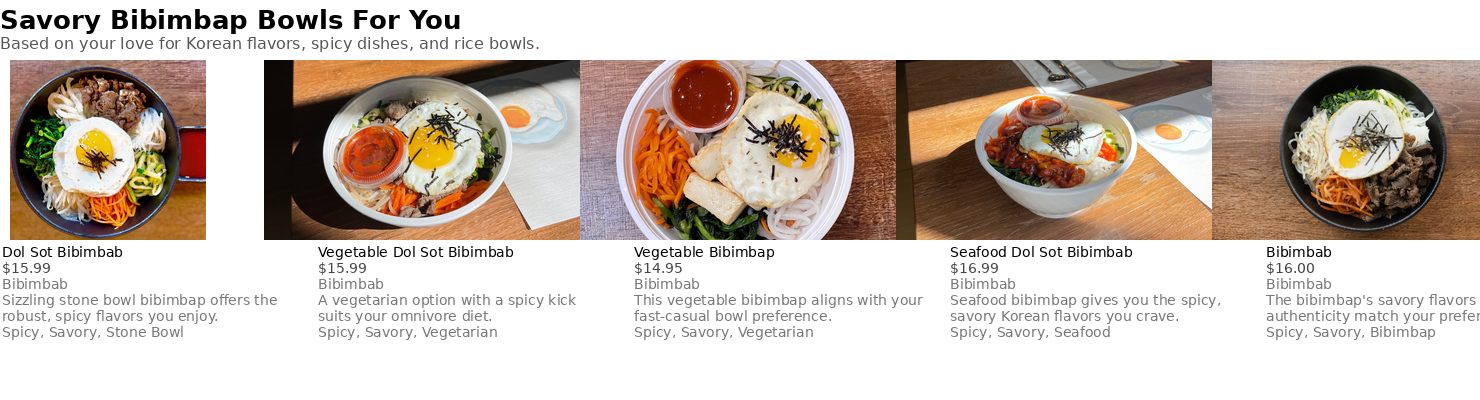 Savory Bibimbap Bowls For You
Based on your love for Korean flavors, spicy dishes, and rice bowls.
Dol Sot Bibimbab
$15.99
Bibimbab
Sizzling stone bowl bibimbap offers the
robust, spicy flavors you enjoy.
Spicy, Savory, Stone Bowl
Vegetable Dol Sot Bibimbab
$15.99
Bibimbab
A vegetarian option with a spicy kick
suits your omnivore diet.
Spicy, Savory, Vegetarian
Vegetable Bibimbap
$14.95
Bibimbab
This vegetable bibimbap aligns with your
fast-casual bowl preference.
Spicy, Savory, Vegetarian
Seafood Dol Sot Bibimbab
$16.99
Bibimbab
Seafood bibimbap gives you the spicy,
savory Korean flavors you crave.
Spicy, Savory, Seafood
Bibimbab
$16.00
Bibimbab
The bibimbap's savory flavors
authenticity match your
Spicy, Savory, Bibimbap